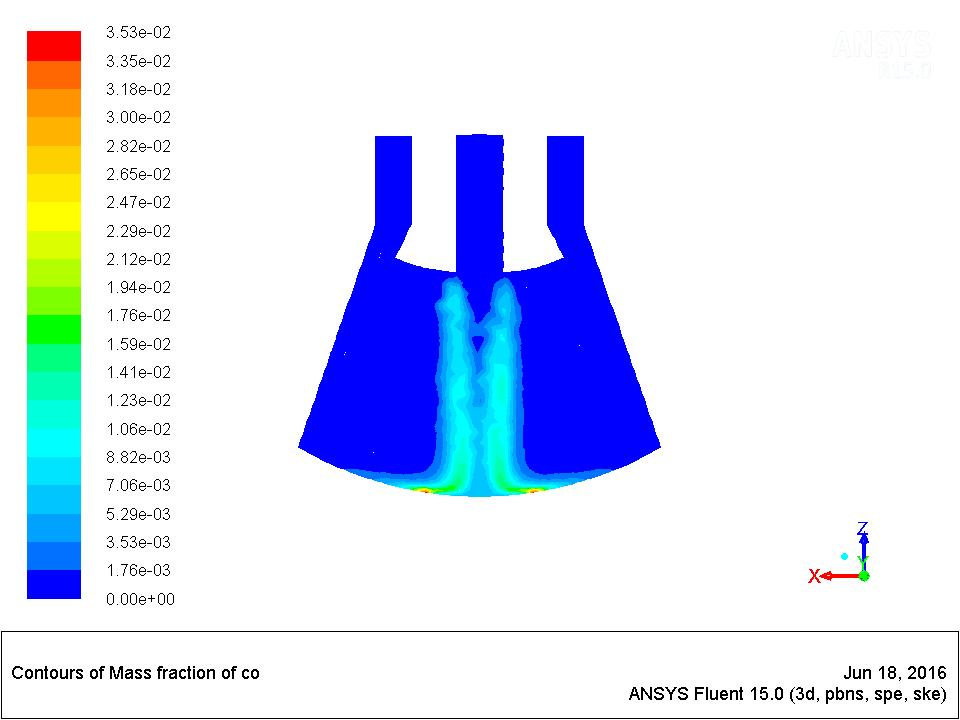 3.53e-02
3.35e-02
3.18e-02
3.00e-02
2.82e-02
2.65e-02
2.47e-02
2.29e-02
2.12e-02
1.94e-02
1.76e-02
1.59e-02
1.41e-02
1.23e-02
1.06e-02
8.82e-03
7.06e-03
5.29e-03
3.53e-03
1.76e-03
0.00e+00
ANSYS
R15.0
Z
Y
X
Contours of Mass fraction of co
Jun 18, 2016
ANSYS Fluent 15.0 (3d, pbns, spe, ske)